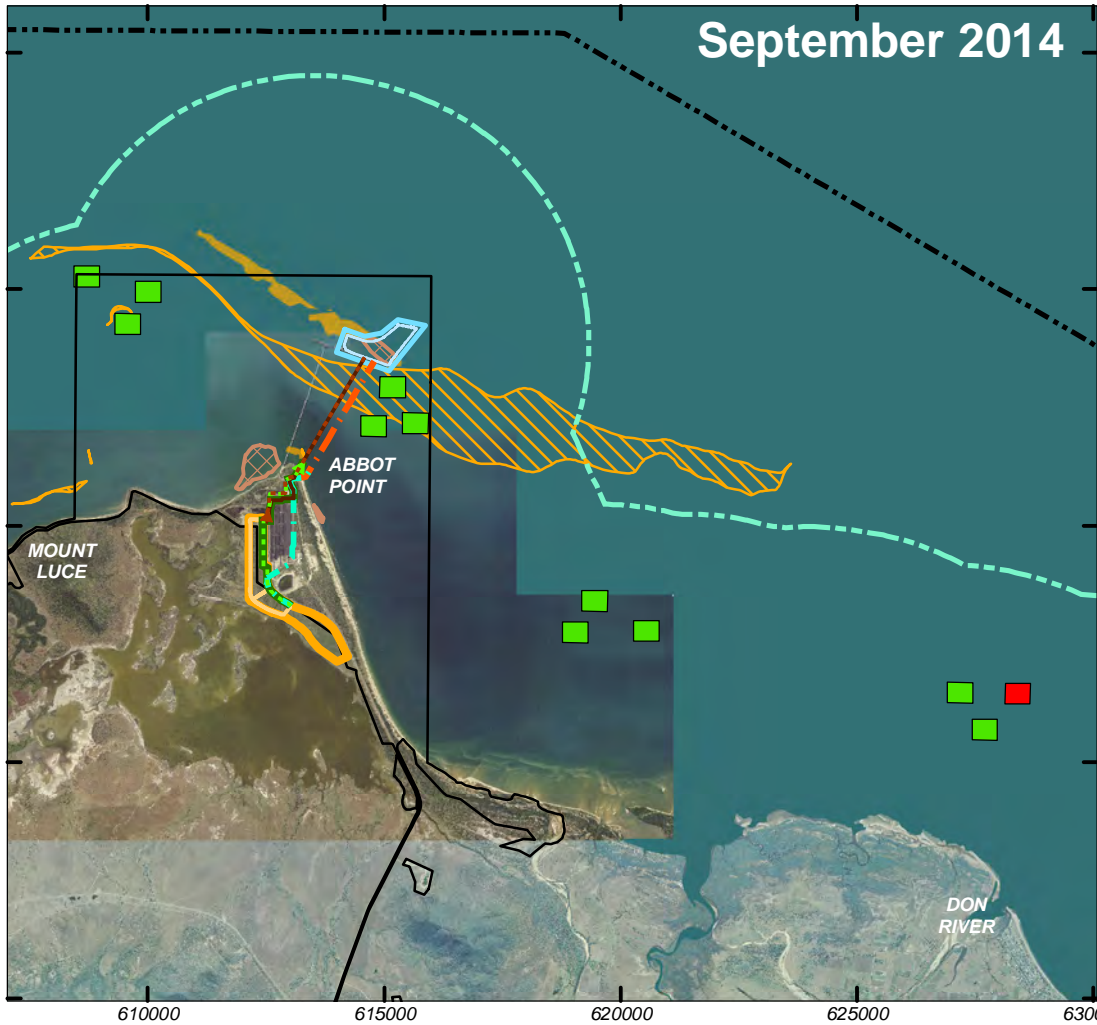 September 2014
ABBOT
POINT
MOUNT
LUCE
DON
RIVER
610000
615000
620000
625000